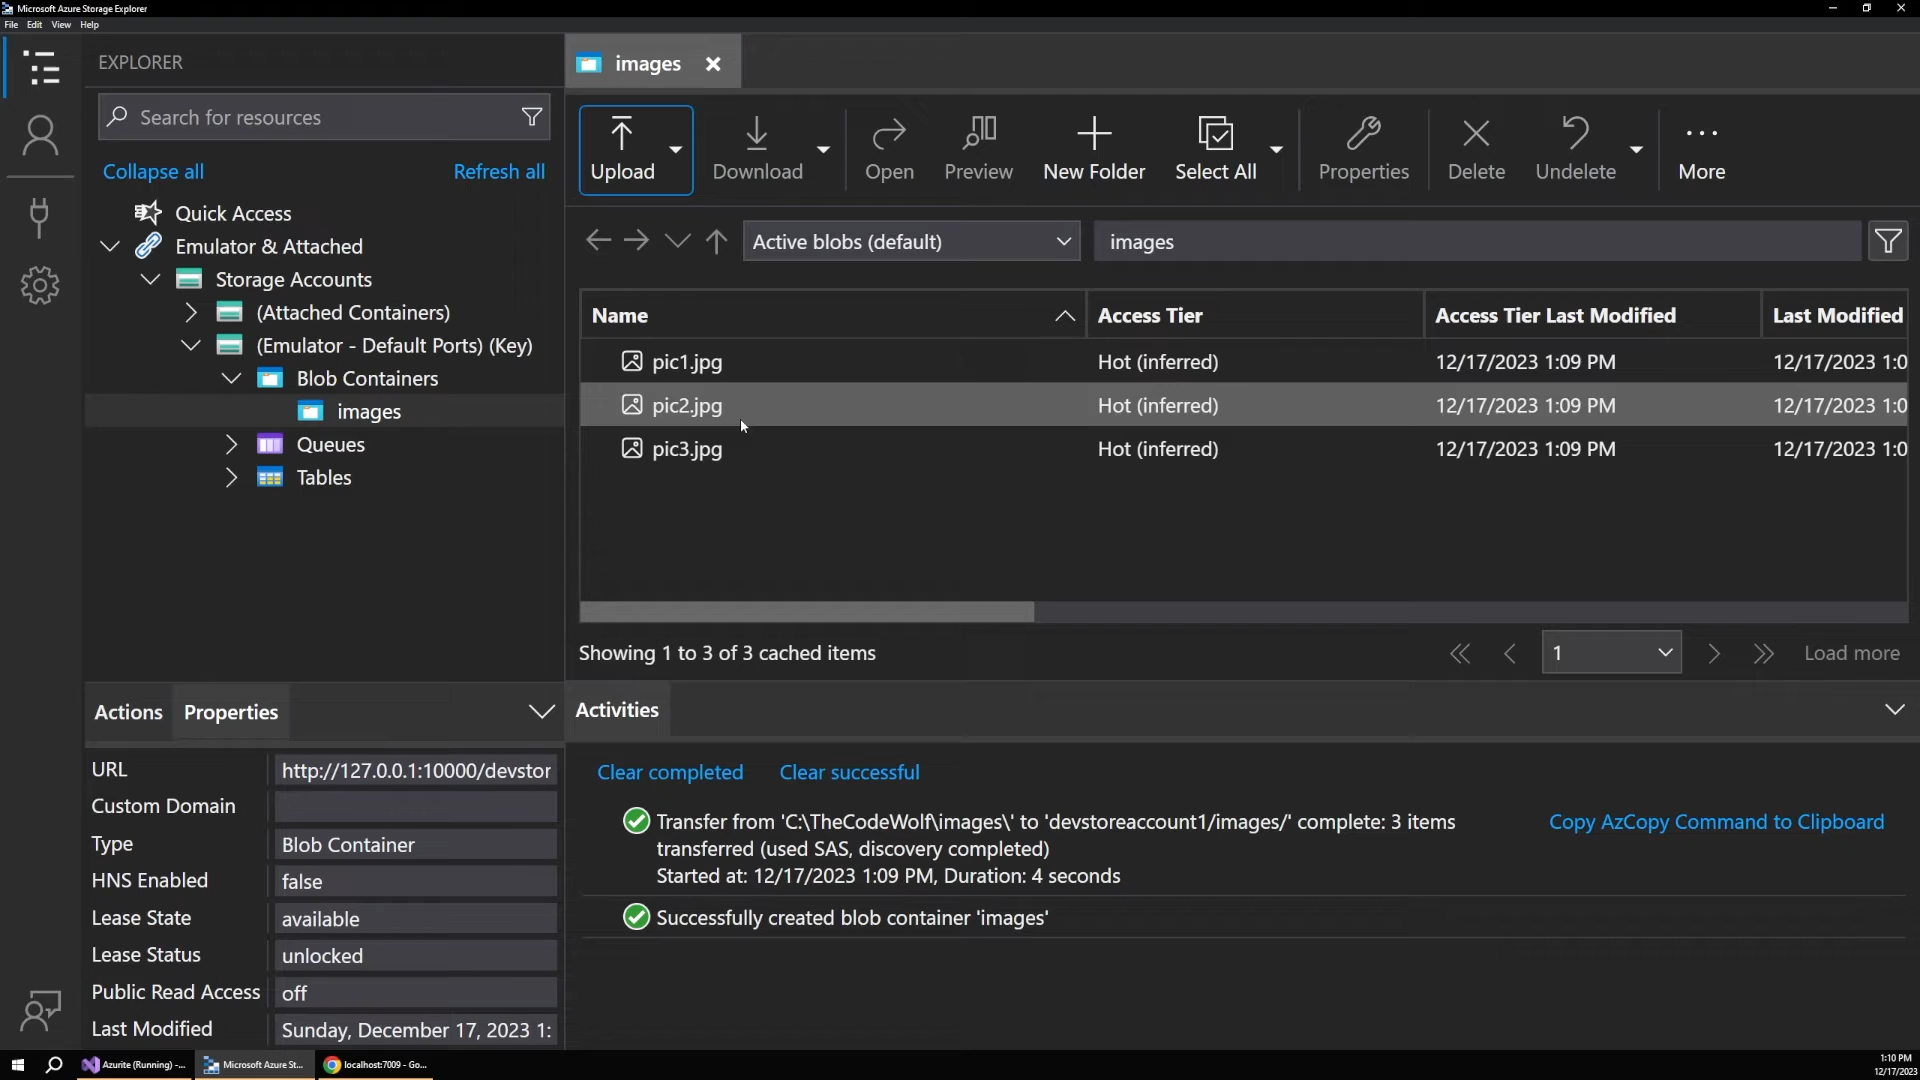 Microsoft Azure Storage Explorer
File Edit View Help
EXPLORER
Search for resources
Collapse all Refresh all
Quick Access
Emulator & Attached
Storage Accounts
(Attached Containers)
(Emulator - Default Ports) (Key)
Blob Containers
images
Queues
Tables
Actions Properties
URL http://127.0.0.1:10000/devstor
Custom Domain
Type Blob Container
HNS Enabled false
Lease State available
Lease Status unlocked
Public Read Access off
Last Modified Sunday, December 17, 2023 1:
images
Upload Download Open Preview New Folder Select All Properties Delete Undelete More
Active blobs (default) images
Name Access Tier Access Tier Last Modified Last Modified
pic1.jpg Hot (inferred) 12/17/2023 1:09 PM 12/17/2023 1:0
pic2.jpg Hot (inferred) 12/17/2023 1:09 PM 12/17/2023 1:0
pic3.jpg Hot (inferred) 12/17/2023 1:09 PM 12/17/2023 1:0
Showing 1 to 3 of 3 cached items 1 Load more
Activities
Clear completed Clear successful
Transfer from 'C:\TheCodeWolf\images\' to 'devstoreaccount1/images/' complete: 3 items Copy AzCopy Command to Clipboard
transferred (used SAS, discovery completed)
Started at: 12/17/2023 1:09 PM, Duration: 4 seconds
Successfully created blob container 'images'
Azurite (Running) -... Microsoft Azure St... localhost:7009 - Go... 1:10 PM
12/17/2023